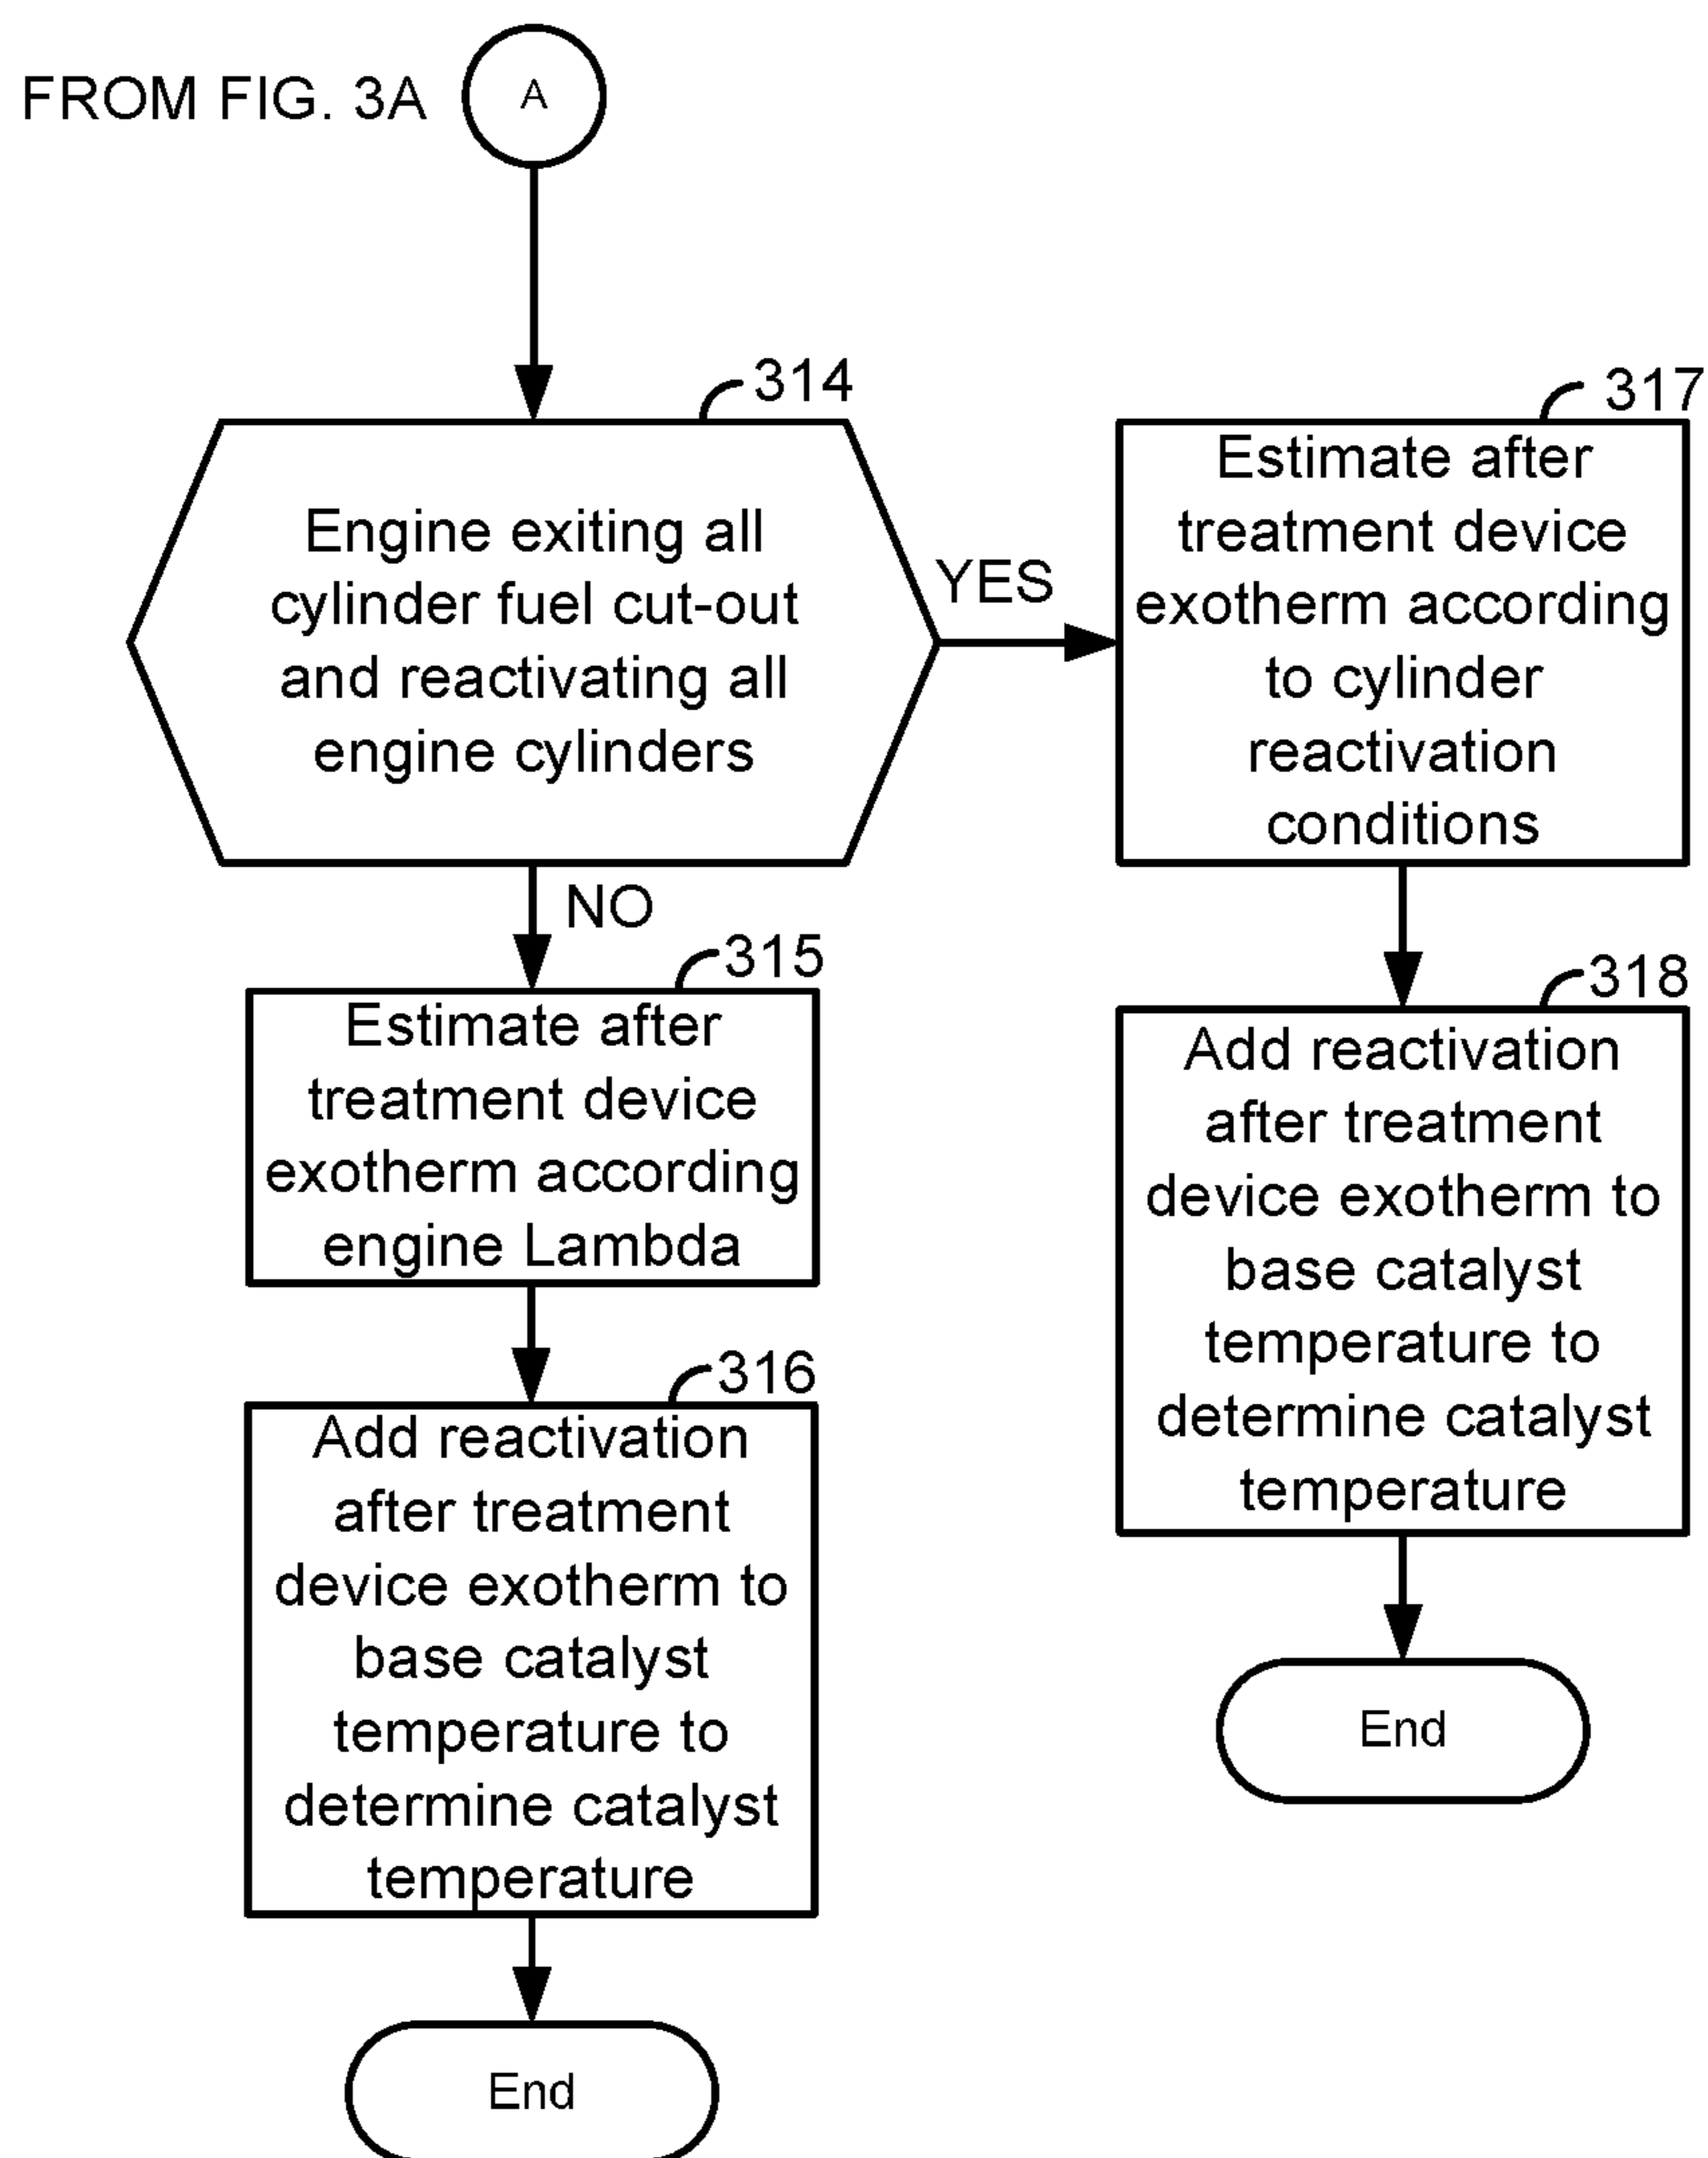 FROM FIG. 3A
A
314
Engine exiting all
cylinder fuel cut-out
and reactivating all
engine cylinders
YES
NO
317
Estimate after
treatment device
exotherm according
to cylinder
reactivation
conditions
315
Estimate after
treatment device
exotherm according
engine Lambda
318
Add reactivation
after treatment
device exotherm to
base catalyst
temperature to
determine catalyst
temperature
316
Add reactivation
after treatment
device exotherm to
base catalyst
temperature to
determine catalyst
temperature
End
End